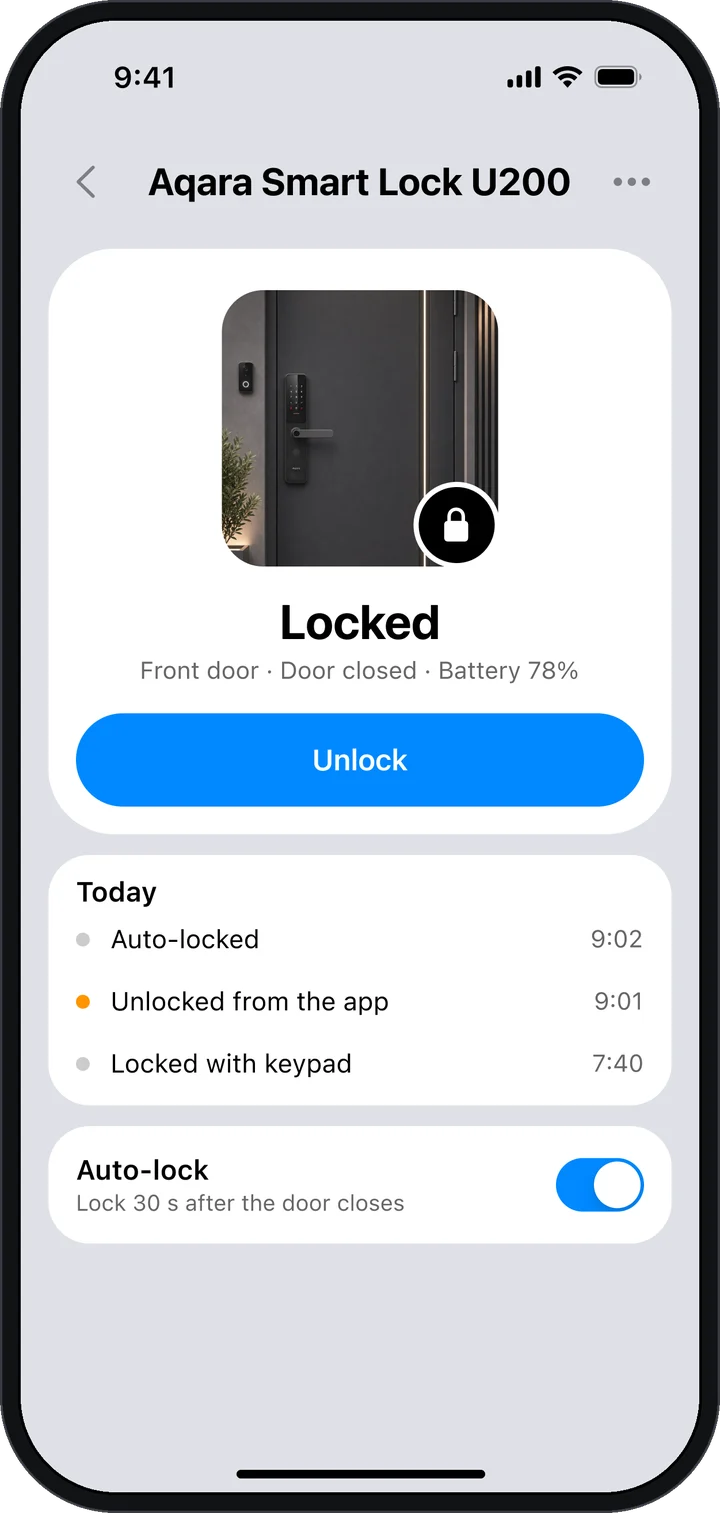 9:41
Aqara Smart Lock U200
Locked
Front door · Door closed · Battery 78%
Unlock
Today
Auto-locked 9:02
Unlocked from the app 9:01
Locked with keypad 7:40
Auto-lock
Lock 30 s after the door closes